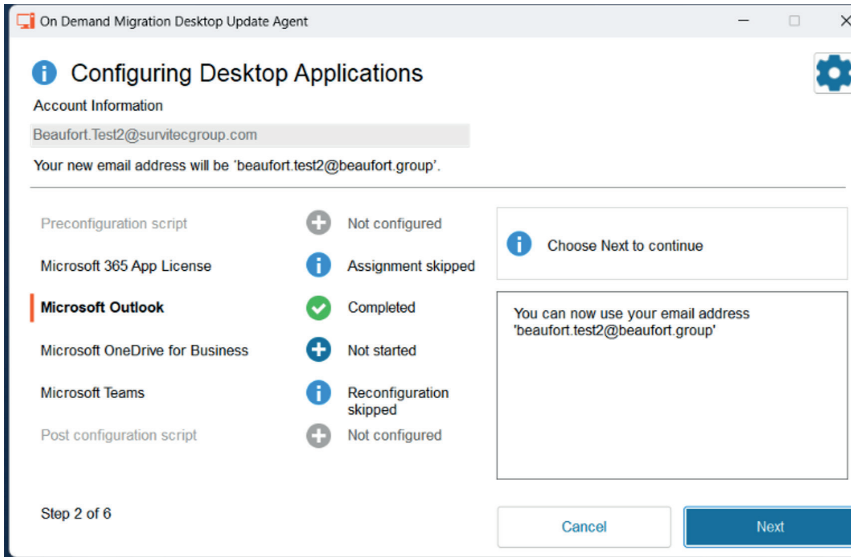 On Demand Migration Desktop Update Agent
Configuring Desktop Applications
Account Information
Beaufort.Test2@survitecgroup.com
Your new email address will be 'beaufort.test2@beaufort.group'.
Preconfiguration script
Not configured
Microsoft 365 App License
Assignment skipped
Microsoft Outlook
Completed
Microsoft OneDrive for Business
Not started
Microsoft Teams
Reconfiguration
skipped
Post configuration script
Not configured
Choose Next to continue
You can now use your email address
'beaufort.test2@beaufort.group'
Step 2 of 6
Cancel
Next